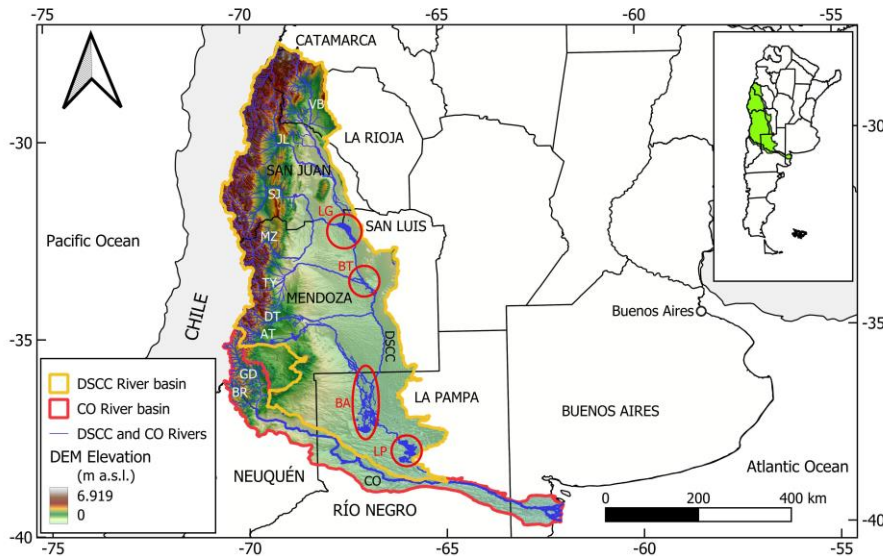 -75
-70
-65
-60
-55
CATAMARCA
VB
-30
-30
LA RIOJA
JL
SAN JUAN
SJ
LG
SAN LUIS
MZ
Pacific Ocean
BT
TY
MENDOZA
CHILE
DT
Buenos Aires
-35
AT
-35
DSCC
GD
BR
BA
LA PAMPA
BUENOS AIRES
LP
Atlantic Ocean
NEUQUÉN
CO
RÍO NEGRO
0
200
400 km
DSCC River basin
CO River basin
DSCC and CO Rivers
DEM Elevation
(m a.s.l.)
6.919
0
-40
-40
-75
-70
-65
-60
-55